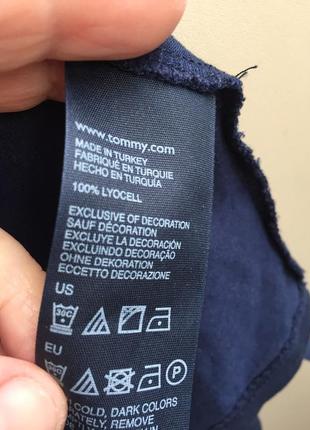 www.tommy.com
MADE IN TURKEY
FABRIQUÉ EN TURQUIE
HECHO EN TURQUÍA
100% LYOCELL
EXCLUSIVE OF DECORATION
SAUF DÉCORATION
EXCLUYE LA DECORACIÓN
EXCLUINDO DECORAÇÃO
OHNE DEKORATION
ECCETTO DECORAZIONE
US
30C
EU
P
COLD, DARK COLORS